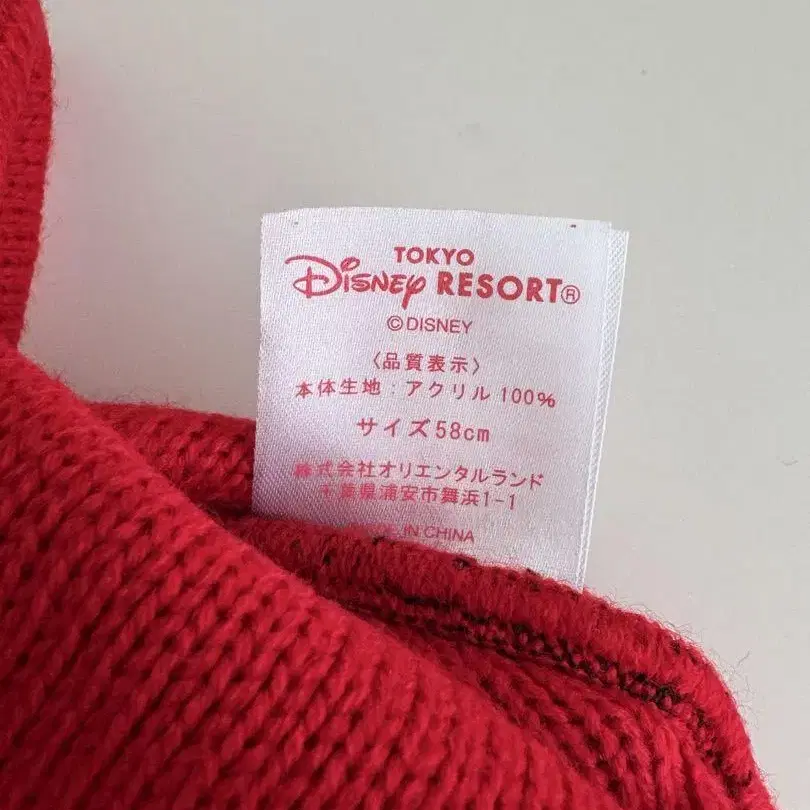 TOKYO
DISNEY RESORT®
©DISNEY
〈品質表示〉
本体生地:アクリル 100%
サイズ58cm
株式会社オリエンタルランド
千葉県浦安市舞浜1-1
IN CHINA